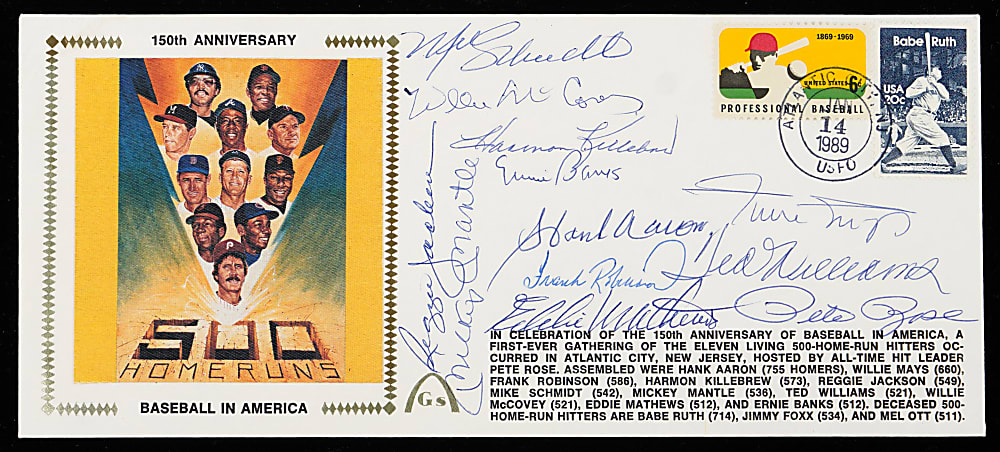 150th ANNIVERSARY
500
HOMERUNS
BASEBALL IN AMERICA
Gs
Mike Schmidt
Willie McCovey
Harmon Killebrew
Ernie Banks
Reggie Jackson
Mickey Mantle
Willie Mays
Hank Aaron
Ted Williams
Frank Robinson
Eddie Mathews
Pete Rose
1869-1969
UNITED STATES 6¢
PROFESSIONAL BASEBALL
Babe Ruth
USA
20c
ATLANTIC CITY, NJ
JAN
14
1989
USPO
IN CELEBRATION OF THE 150th ANNIVERSARY OF BASEBALL IN AMERICA, A
FIRST-EVER GATHERING OF THE ELEVEN LIVING 500-HOME-RUN HITTERS OC-
CURRED IN ATLANTIC CITY, NEW JERSEY, HOSTED BY ALL-TIME HIT LEADER
PETE ROSE. ASSEMBLED WERE HANK AARON (755 HOMERS), WILLIE MAYS (660),
FRANK ROBINSON (586), HARMON KILLEBREW (573), REGGIE JACKSON (549),
MIKE SCHMIDT (542), MICKEY MANTLE (536), TED WILLIAMS (521), WILLIE
McCOVEY (521), EDDIE MATHEWS (512), AND ERNIE BANKS (512). DECEASED 500-
HOME-RUN HITTERS ARE BABE RUTH (714), JIMMY FOXX (534), AND MEL OTT (511).